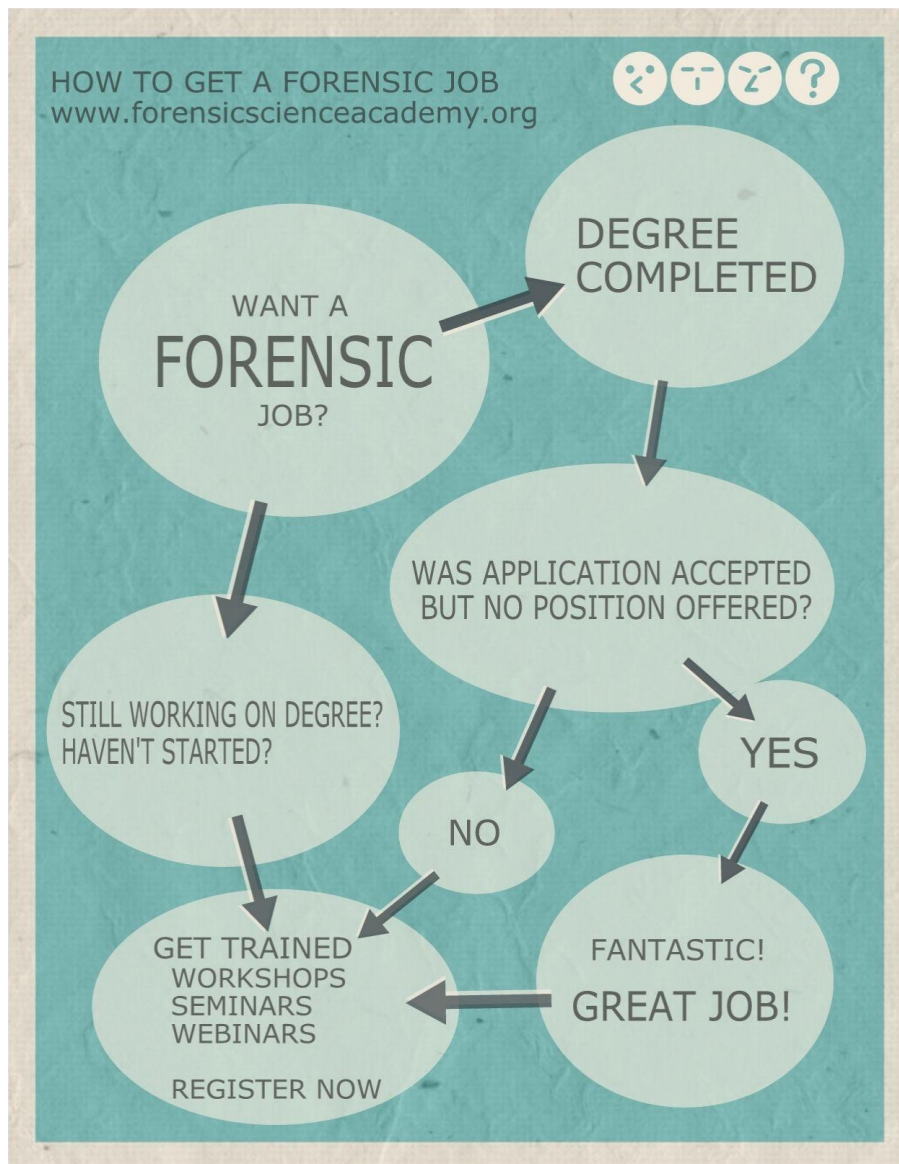 HOW TO GET A FORENSIC JOB
www.forensicscienceacademy.org
?
DEGREE
COMPLETED
WANT A
FORENSIC
JOB?
WAS APPLICATION ACCEPTED
BUT NO POSITION OFFERED?
STILL WORKING ON DEGREE?
HAVEN'T STARTED?
YES
NO
GET TRAINED
WORKSHOPS
SEMINARS
WEBINARS
REGISTER NOW
FANTASTIC!
GREAT JOB!